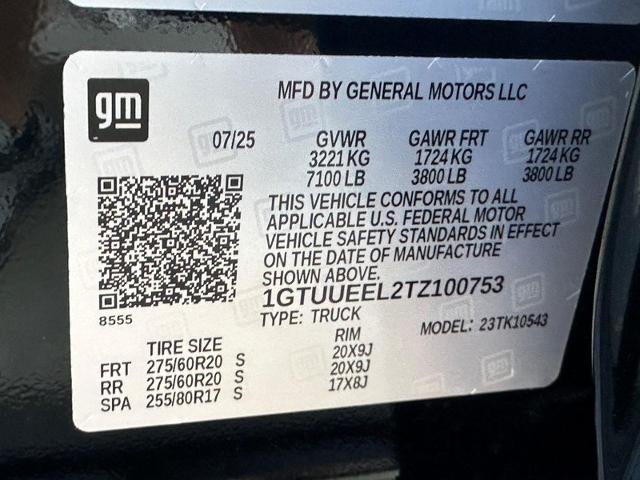 gm
MFD BY GENERAL MOTORS LLC
07/25 GVWR GAWR FRT GAWR RR
3221 KG 1724 KG 1724 KG
7100 LB 3800 LB 3800 LB
THIS VEHICLE CONFORMS TO ALL
APPLICABLE U.S. FEDERAL MOTOR
VEHICLE SAFETY STANDARDS IN EFFECT
ON THE DATE OF MANUFACTURE
SHOWN ABOVE.
1GTUUEEL2TZ100753
8555
TYPE: TRUCK MODEL: 23TK10543
TIRE SIZE RIM
FRT 275/60R20 S 20X9J
RR 275/60R20 S 20X9J
SPA 255/80R17 S 17X8J